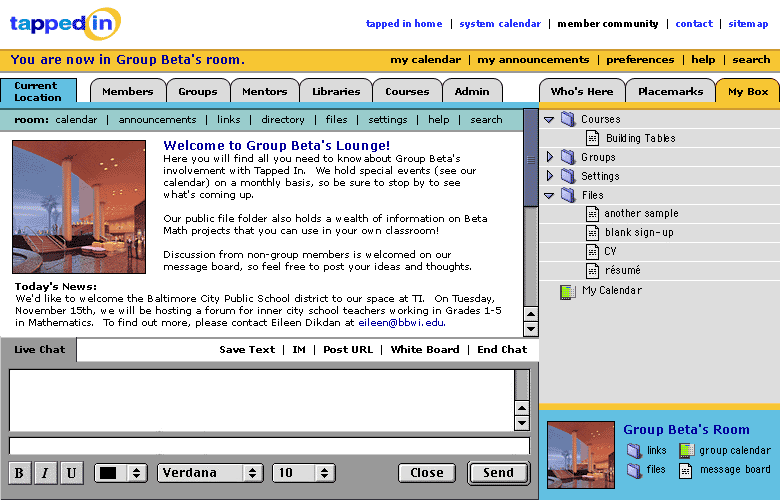 tapped in
tapped in home | system calendar | member community | contact | sitemap
You are now in Group Beta's room.
my calendar | my announcements | preferences | help | search
Current Location
Members
Groups
Mentors
Libraries
Courses
Admin
Who's Here
Placemarks
My Box
room: calendar | announcements | links | directory | files | settings | help | search
Welcome to Group Beta's Lounge!
Here you will find all you need to know about Group Beta's
involvement with Tapped In. We hold special events (see our
calendar) on a monthly basis, so be sure to stop by to see
what's coming up.
Our public file folder also holds a wealth of information on Beta
Math projects that you can use in your own classroom!
Discussion from non-group members is welcomed on our
message board, so feel free to post your ideas and thoughts.
Today's News:
We'd like to welcome the Baltimore City Public School district to our space at TI. On Tuesday,
November 15th, we will be hosting a forum for inner city school teachers working in Grades 1-5
in Mathematics. To find out more, please contact Eileen Dikdan at eileen@bbwi.edu.
Courses
Building Tables
Groups
Settings
Files
another sample
blank sign-up
CV
résumé
My Calendar
Live Chat
Save Text | IM | Post URL | White Board | End Chat
B I U
Verdana
10
Close
Send
Group Beta's Room
links
group calendar
files
message board